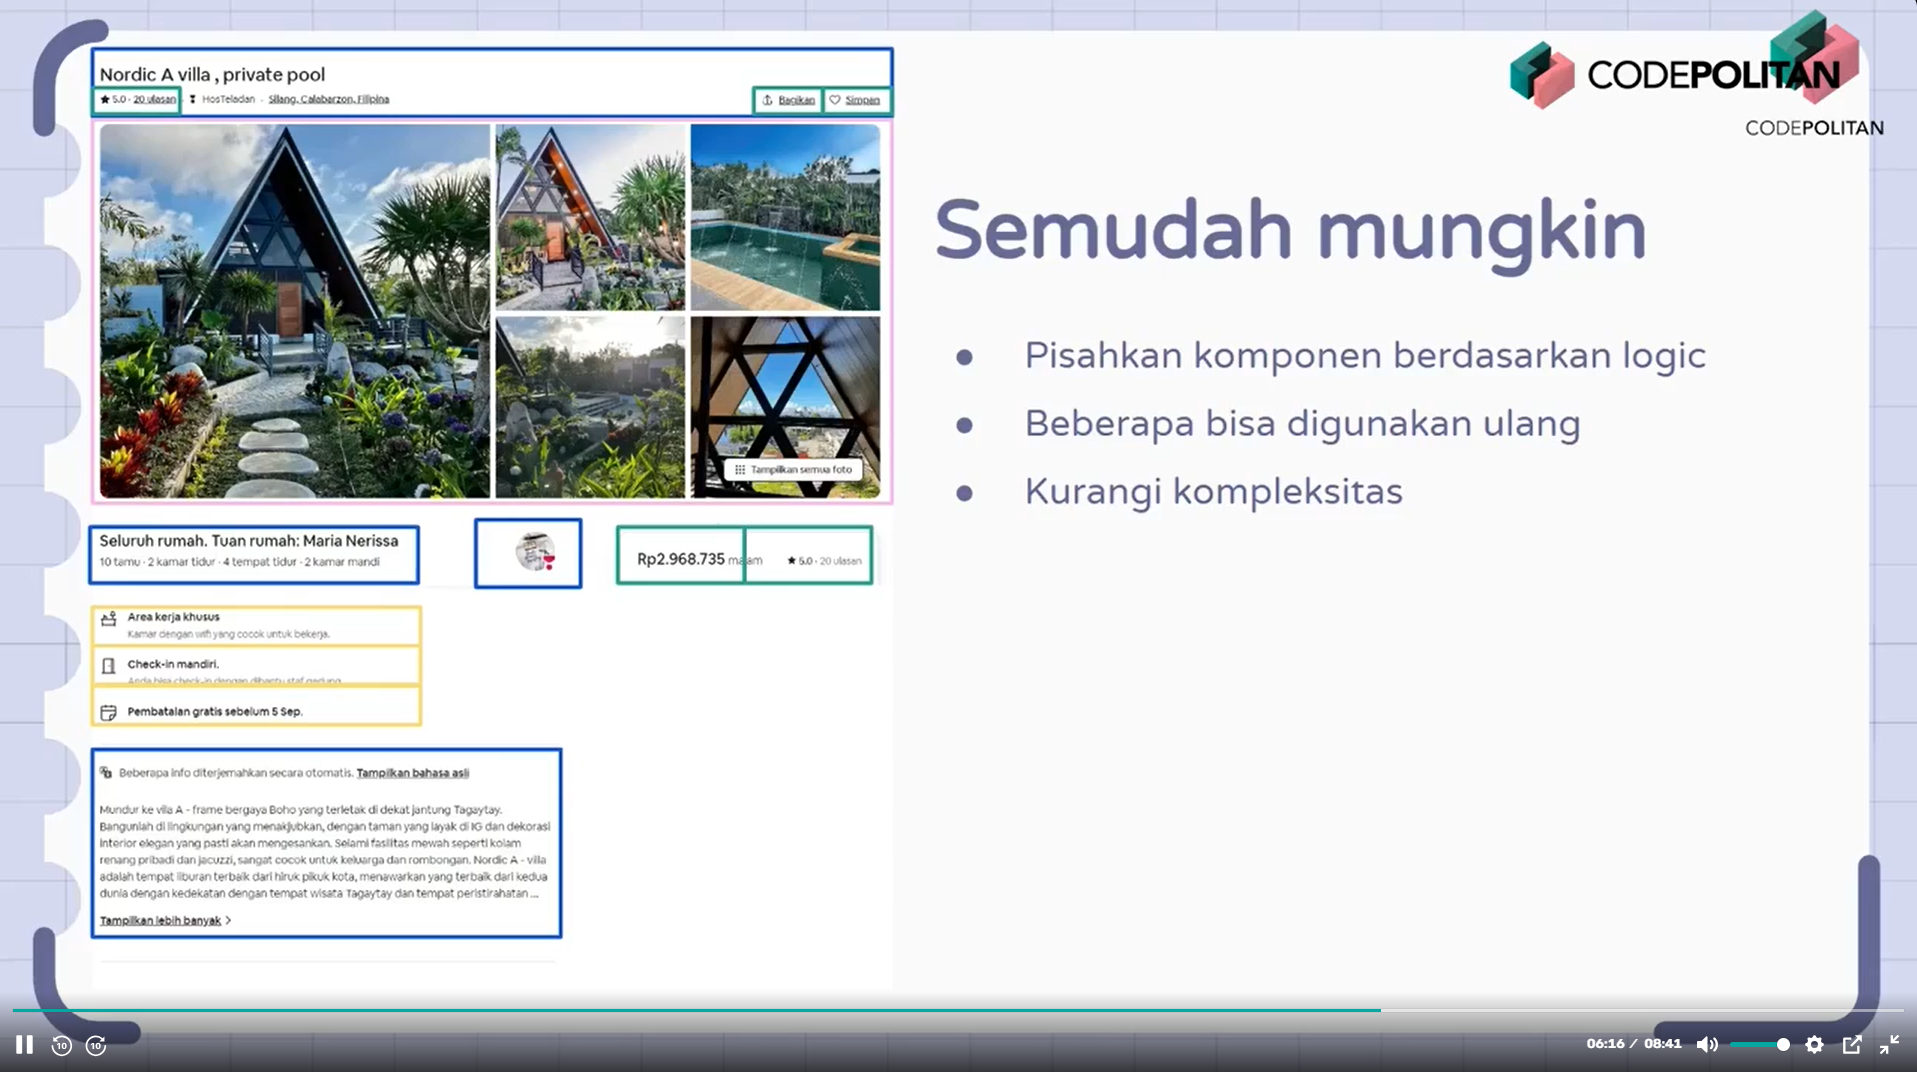 Nordic A villa , private pool
5.0 · 20 ulasan
HosTeladan · Silang, Calabarzon, Filipina
Bagikan
Simpan
Tampilkan semua foto
Seluruh rumah. Tuan rumah: Maria Nerissa
10 tamu · 2 kamar tidur · 4 tempat tidur · 2 kamar mandi
Rp2.968.735 malam
5.0 · 20 ulasan
Area kerja khusus
Kamar dengan wifi yang cocok untuk bekerja.
Check-in mandiri.
Anda bisa check-in dengan dibantu staf gedung.
Pembatalan gratis sebelum 5 Sep.
Beberapa info diterjemahkan secara otomatis. Tampilkan bahasa asli
Mundur ke vila A - frame bergaya Boho yang terletak di dekat jantung Tagaytay.
Bangunlah di lingkungan yang menakjubkan, dengan taman yang layak di IG dan dekorasi
interior elegan yang pasti akan mengesankan. Selami fasilitas mewah seperti kolam
renang pribadi dan jacuzzi, sangat cocok untuk keluarga dan rombongan. Nordic A - villa
adalah tempat liburan terbaik dari hiruk pikuk kota, menawarkan yang terbaik dari kedua
dunia dengan kedekatan dengan tempat wisata Tagaytay dan tempat peristirahatan ...
Tampilkan lebih banyak >
CODEPOLITAN
CODEPOLITAN
Semudah mungkin
● Pisahkan komponen berdasarkan logic
● Beberapa bisa digunakan ulang
● Kurangi kompleksitas
10
10
06:16 / 08:41